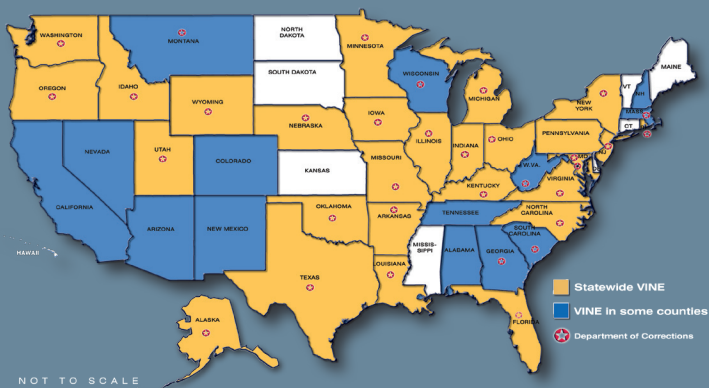 WASHINGTON
MONTANA
NORTH
DAKOTA
MINNESOTA
MAINE
OREGON
IDAHO
SOUTH DAKOTA
WISCONSIN
VT
NH
WYOMING
MICHIGAN
NEW
YORK
MASS
CT
NEBRASKA
IOWA
NEVADA
UTAH
COLORADO
ILLINOIS
INDIANA
OHIO
PENNSYLVANIA
NJ
MD
KANSAS
MISSOURI
W.VA.
VIRGINIA
KENTUCKY
CALIFORNIA
ARIZONA
NEW MEXICO
OKLAHOMA
ARKANSAS
TENNESSEE
NORTH
CAROLINA
SOUTH
CAROLINA
HAWAII
MISSIS-
SIPPI
ALABAMA
GEORGIA
TEXAS
LOUISIANA
FLORIDA
ALASKA
Statewide VINE
VINE in some counties
Department of Corrections
NOT TO SCALE